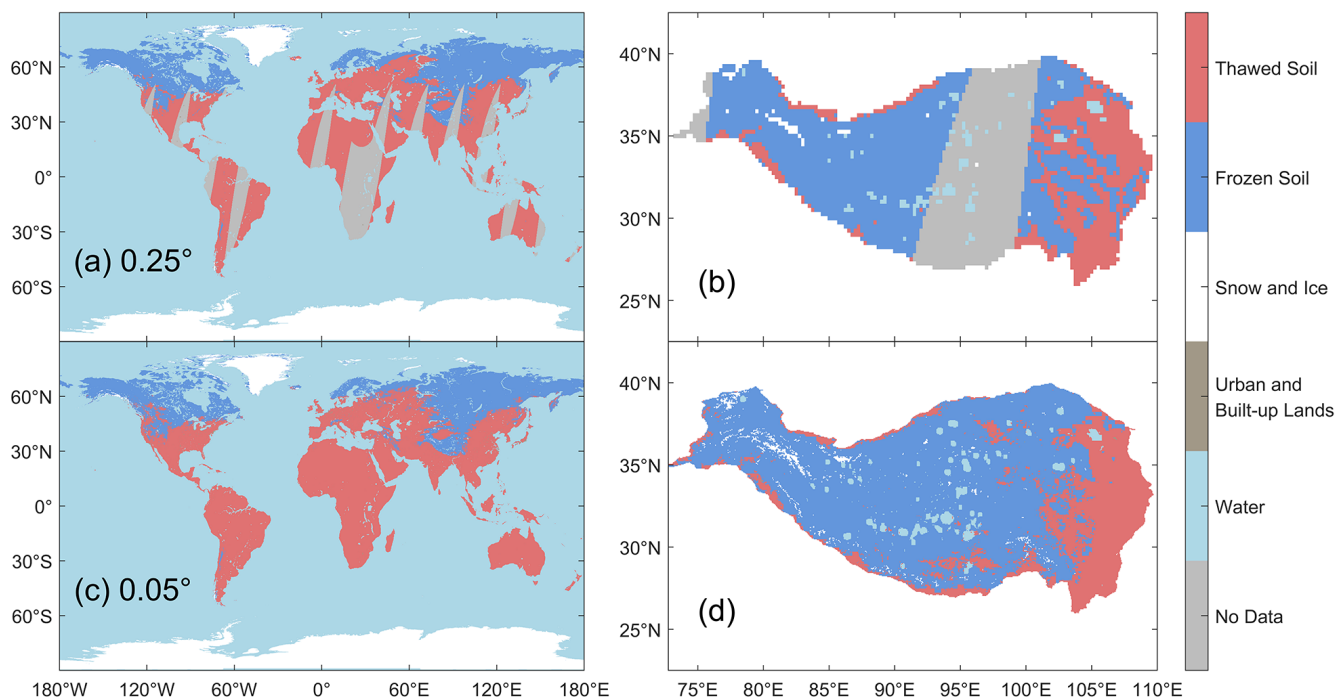 60°N
30°N
0°
30°S
60°S
(a) 0.25°
40°N
35°N
30°N
25°N
(b)
60°N
30°N
0°
30°S
60°S
(c) 0.05°
180°W
120°W
60°W
0°
60°E
120°E
180°E
40°N
35°N
30°N
25°N
(d)
75°E
80°E
85°E
90°E
95°E
100°E
105°E
110°E
Thawed Soil
Frozen Soil
Snow and Ice
Urban and
Built-up Lands
Water
No Data